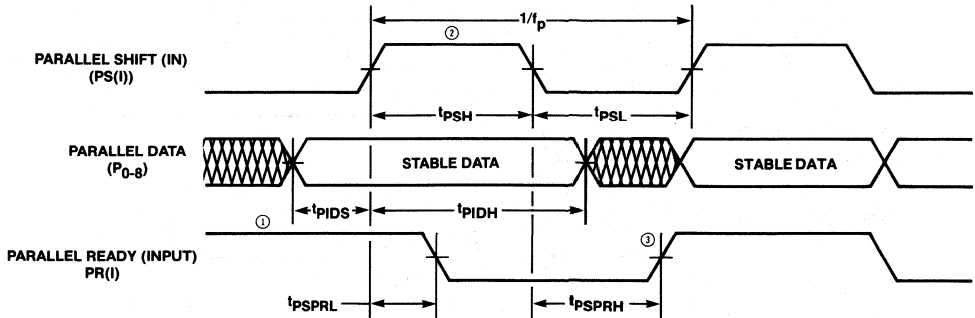 1/fp
②
PARALLEL SHIFT (IN)
(PS(I))
tPSH
tPSL
PARALLEL DATA
(P0-8)
STABLE DATA
STABLE DATA
tPIDS
tPIDH
①
③
PARALLEL READY (INPUT)
PR(I)
tPSPRL
tPSPRH